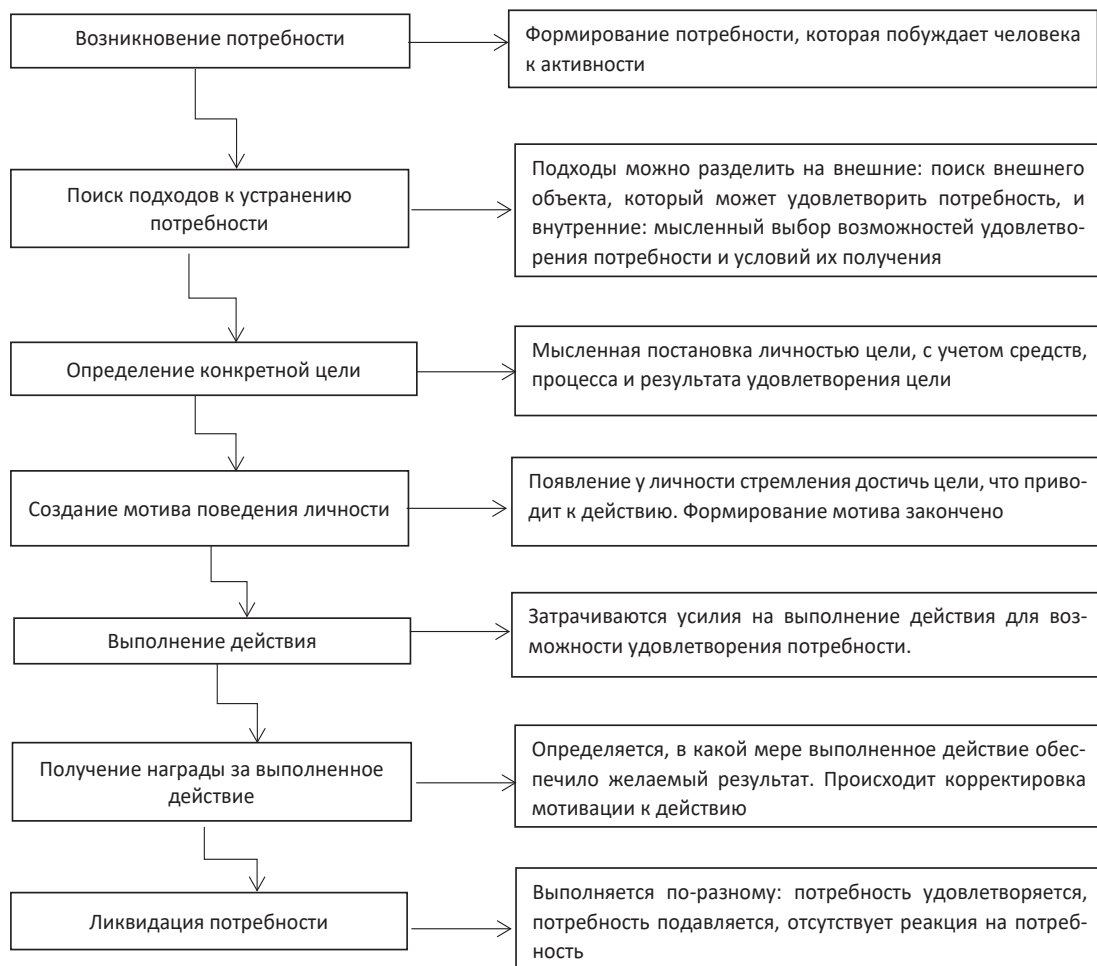 Возникновение потребности
Формирование потребности, которая побуждает человека
к активности
Поиск подходов к устранению
потребности
Подходы можно разделить на внешние: поиск внешнего
объекта, который может удовлетворить потребность, и
внутренние: мысленный выбор возможностей удовлетво-
рения потребности и условий их получения
Определение конкретной цели
Мысленная постановка личностью цели, с учетом средств,
процесса и результата удовлетворения цели
Создание мотива поведения личности
Появление у личности стремления достичь цели, что приво-
дит к действию. Формирование мотива закончено
Выполнение действия
Затрачиваются усилия на выполнение действия для воз-
можности удовлетворения потребности.
Получение награды за выполненное
действие
Определяется, в какой мере выполненное действие обес-
печило желаемый результат. Происходит корректировка
мотивации к действию
Ликвидация потребности
Выполняется по-разному: потребность удовлетворяется,
потребность подавляется, отсутствует реакция на потреб-
ность